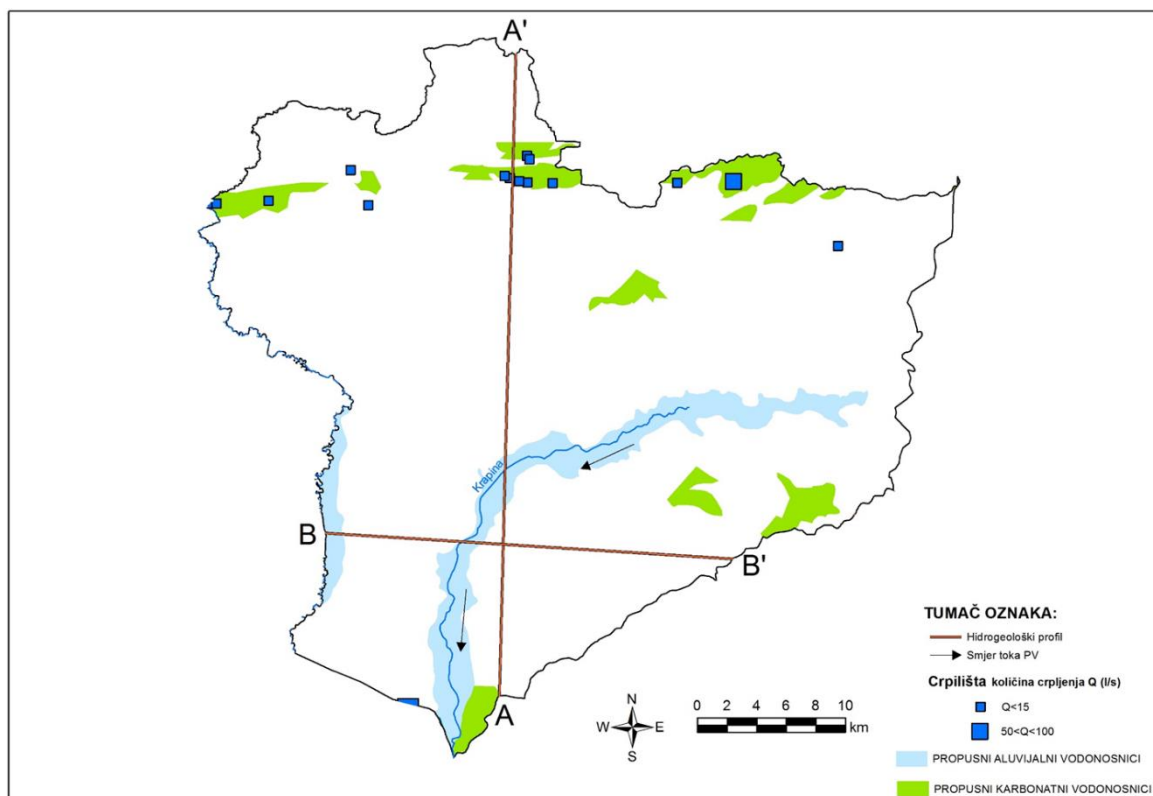 A'
Krapina
B
B'
A
N
W E
S
0 2 4 6 8 10
km
TUMAČ OZNAKA:
Hidrogeološki profil
Smjer toka PV
Crpilišta količina crpljenja Q (l/s)
Q<15
50<Q<100
PROPUSNI ALUVIJALNI VODONOSNICI
PROPUSNI KARBONATNI VODONOSNICI